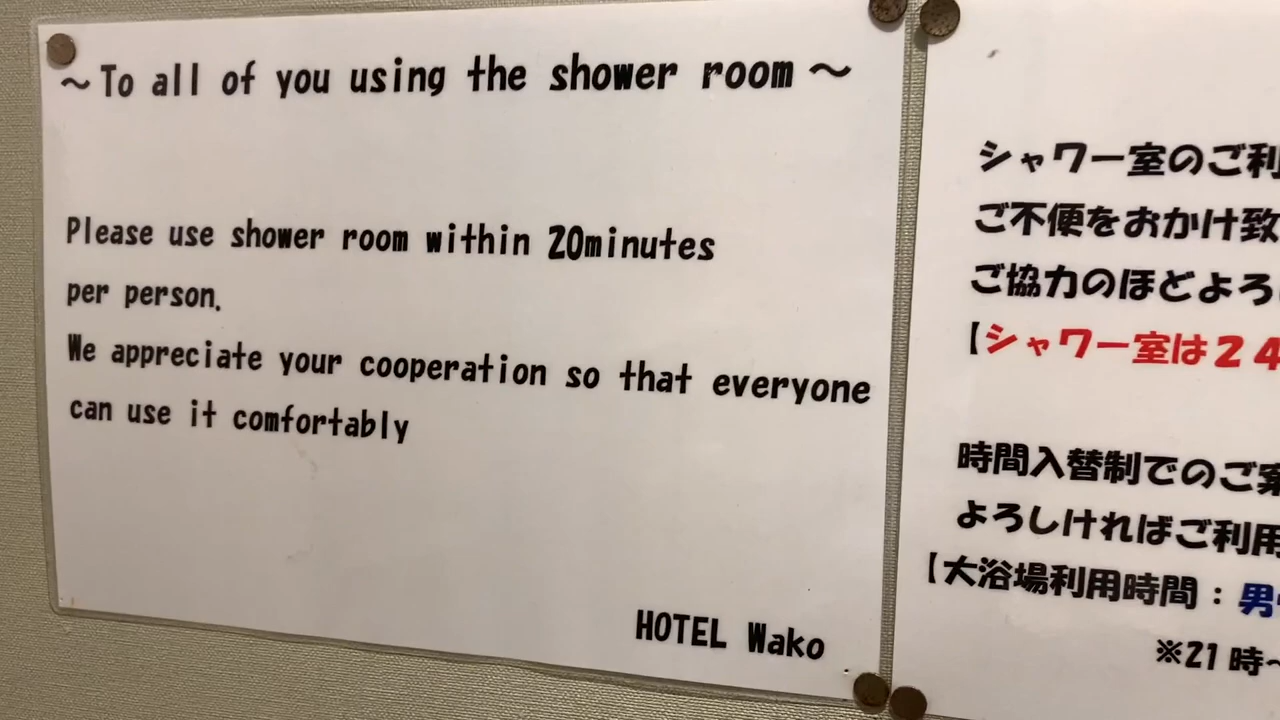 ～To all of you using the shower room～
Please use shower room within 20minutes
per person.
We appreciate your cooperation so that everyone
can use it comfortably
HOTEL Wako
シャワー室のご利
ご不便をおかけ致
ご協力のほどよろ
【シャワー室は２４
時間入替制でのご案
よろしければご利用
【大浴場利用時間：男
※21時～